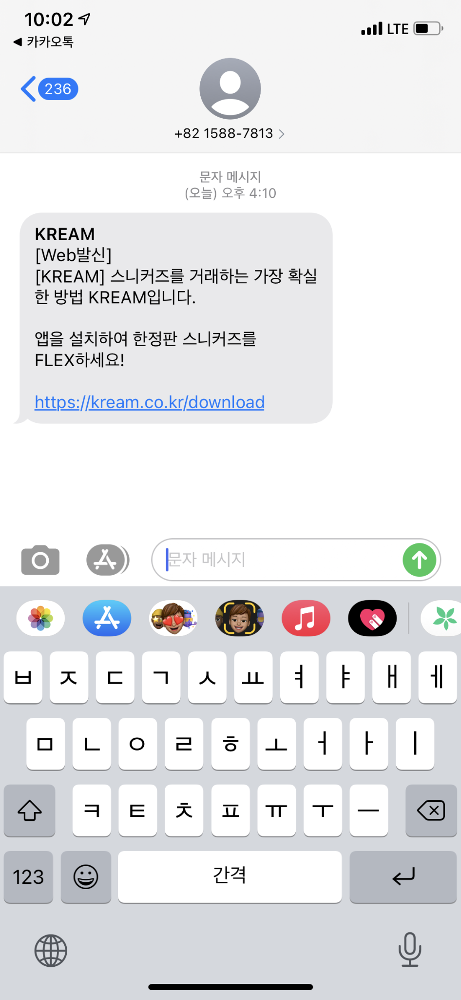 10:02
◀ 카카오톡
LTE
236
+82 1588-7813
문자 메시지
(오늘) 오후 4:10
KREAM
[Web발신]
[KREAM] 스니커즈를 거래하는 가장 확실
한 방법 KREAM입니다.
앱을 설치하여 한정판 스니커즈를
FLEX하세요!
https://kream.co.kr/download
문자 메시지
ㅂ ㅈ ㄷ ㄱ ㅅ ㅛ ㅕ ㅑ ㅐ ㅔ
ㅁ ㄴ ㅇ ㄹ ㅎ ㅗ ㅓ ㅏ ㅣ
ㅋ ㅌ ㅊ ㅍ ㅠ ㅜ ㅡ
123 간격